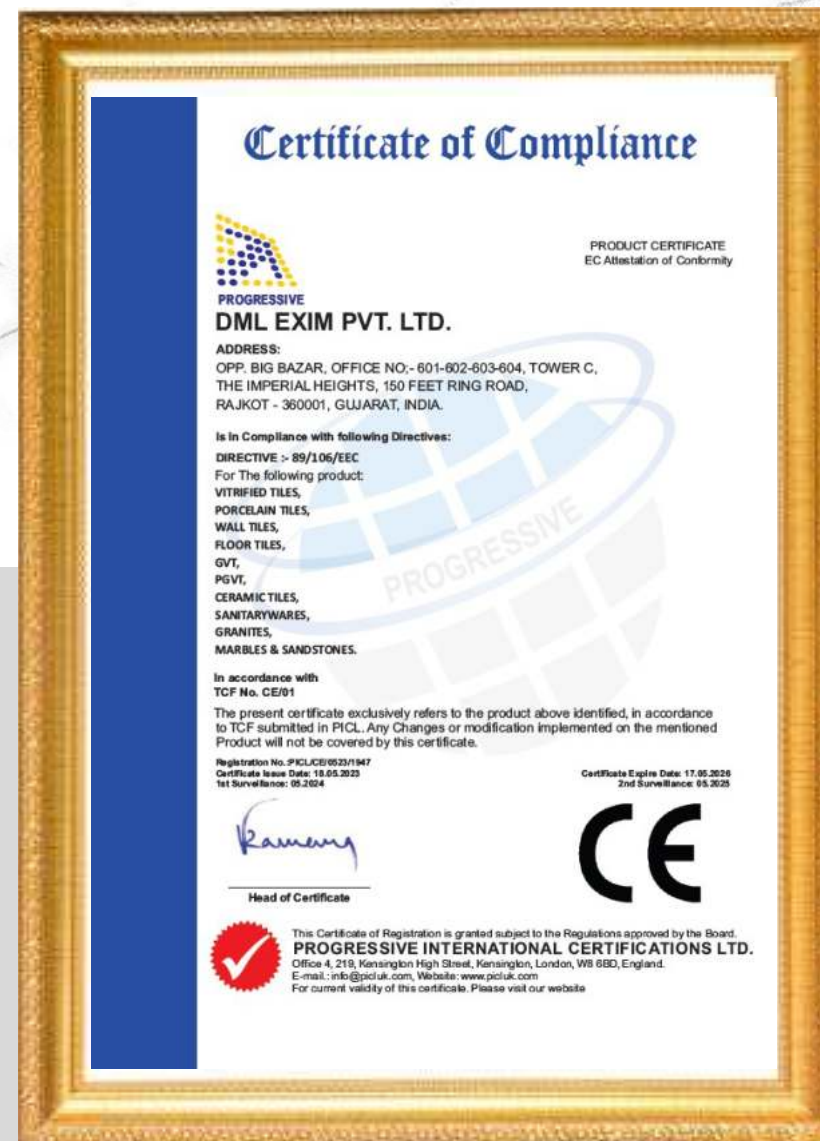 Certificate of Compliance
PRODUCT CERTIFICATE
EC Attestation of Conformity
PROGRESSIVE
DML EXIM PVT. LTD.
ADDRESS:
OPP. BIG BAZAR, OFFICE NO;- 601-602-603-604, TOWER C,
THE IMPERIAL HEIGHTS, 150 FEET RING ROAD,
RAJKOT - 360001, GUJARAT, INDIA.
Is In Compliance with following Directives:
DIRECTIVE :- 89/106/EEC
For The following product:
VITRIFIED TILES,
PORCELAIN TILES,
WALL TILES,
FLOOR TILES,
GVT,
PGVT,
CERAMIC TILES,
SANITARYWARES,
GRANITES,
MARBLES & SANDSTONES.
PROGRESSIVE
In accordance with
TCF No. CE/01
The present certificate exclusively refers to the product above identified, in accordance
to TCF submitted in PICL. Any Changes or modification implemented on the mentioned
Product will not be covered by this certificate.
Registration No.:PICL/CE/0523/1947
Certificate Issue Date: 18.05.2023
1st Surveillance: 05.2024
Certificate Expire Date: 17.05.2026
2nd Surveillance: 05.2025
CE
Head of Certificate
This Certificate of Registration is granted subject to the Regulations approved by the Board.
PROGRESSIVE INTERNATIONAL CERTIFICATIONS LTD.
Office 4, 219, Kensington High Street, Kensington, London, W8 6BD, England.
E-mail.: info@picluk.com, Website: www.picluk.com
For current validity of this certificate. Please visit our website